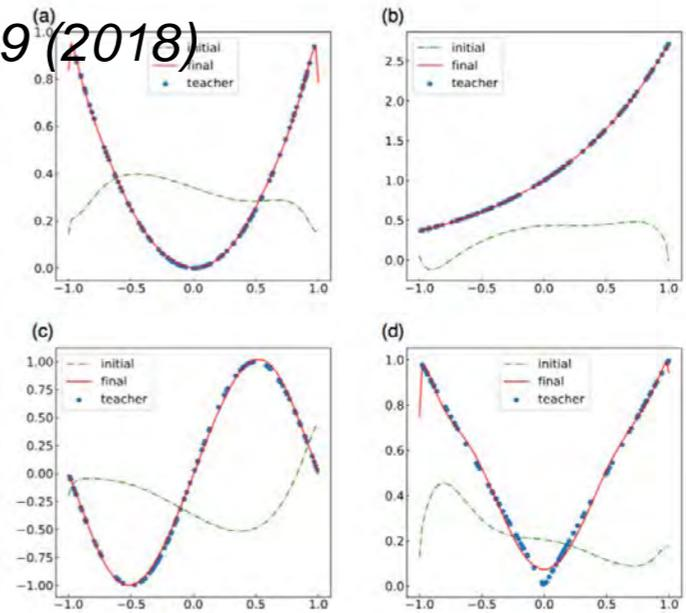 (a)
9 (2018)
1.0
0.8
0.6
0.4
0.2
0.0
initial
final
teacher
−1.0 −0.5 0.0 0.5 1.0
(b)
2.5
2.0
1.5
1.0
0.5
0.0
initial
final
teacher
−1.0 −0.5 0.0 0.5 1.0
(c)
1.00
0.75
0.50
0.25
0.00
−0.25
−0.50
−0.75
−1.00
initial
final
teacher
−1.0 −0.5 0.0 0.5 1.0
(d)
1.0
0.8
0.6
0.4
0.2
0.0
initial
final
teacher
−1.0 −0.5 0.0 0.5 1.0